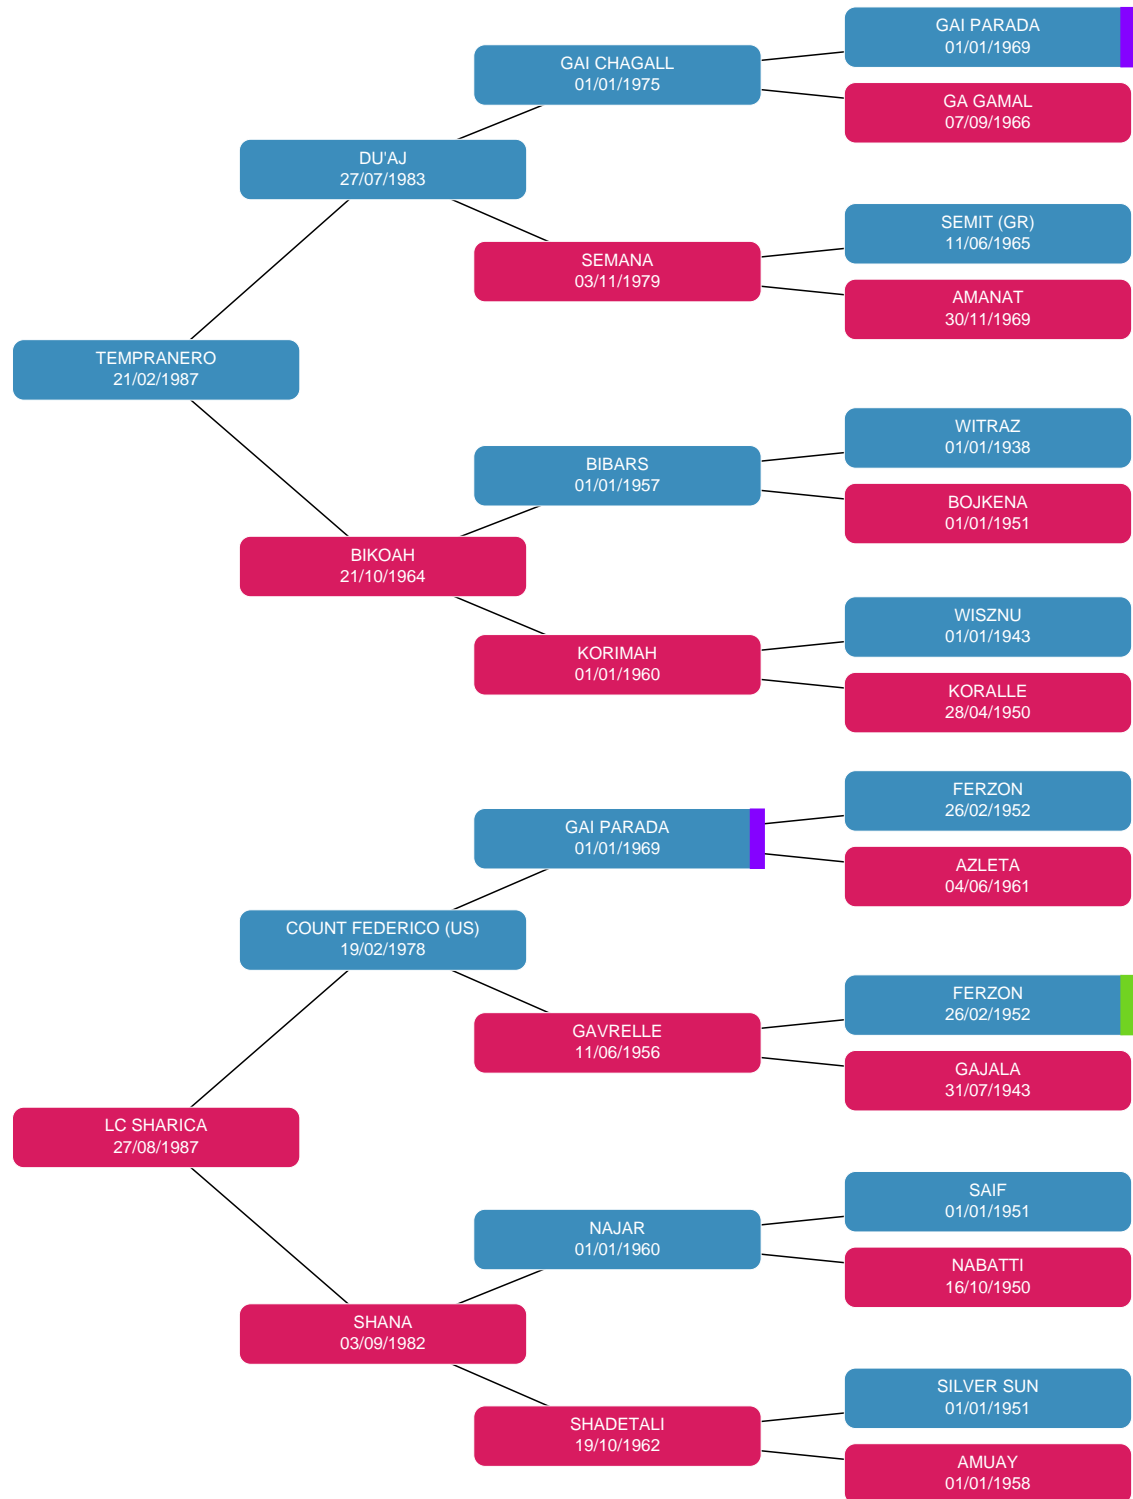 GAI PARADA
01/01/1969
GAI CHAGALL
01/01/1975
GA GAMAL
07/09/1966
DU'AJ
27/07/1983
SEMIT (GR)
11/06/1965
SEMANA
03/11/1979
AMANAT
30/11/1969
TEMPRANERO
21/02/1987
WITRAZ
01/01/1938
BIBARS
01/01/1957
BOJKENA
01/01/1951
BIKOAH
21/10/1964
WISZNU
01/01/1943
KORIMAH
01/01/1960
KORALLE
28/04/1950
FERZON
26/02/1952
GAI PARADA
01/01/1969
AZLETA
04/06/1961
COUNT FEDERICO (US)
19/02/1978
FERZON
26/02/1952
GAVRELLE
11/06/1956
GAJALA
31/07/1943
LC SHARICA
27/08/1987
SAIF
01/01/1951
NAJAR
01/01/1960
NABATTI
16/10/1950
SHANA
03/09/1982
SILVER SUN
01/01/1951
SHADETALI
19/10/1962
AMUAY
01/01/1958